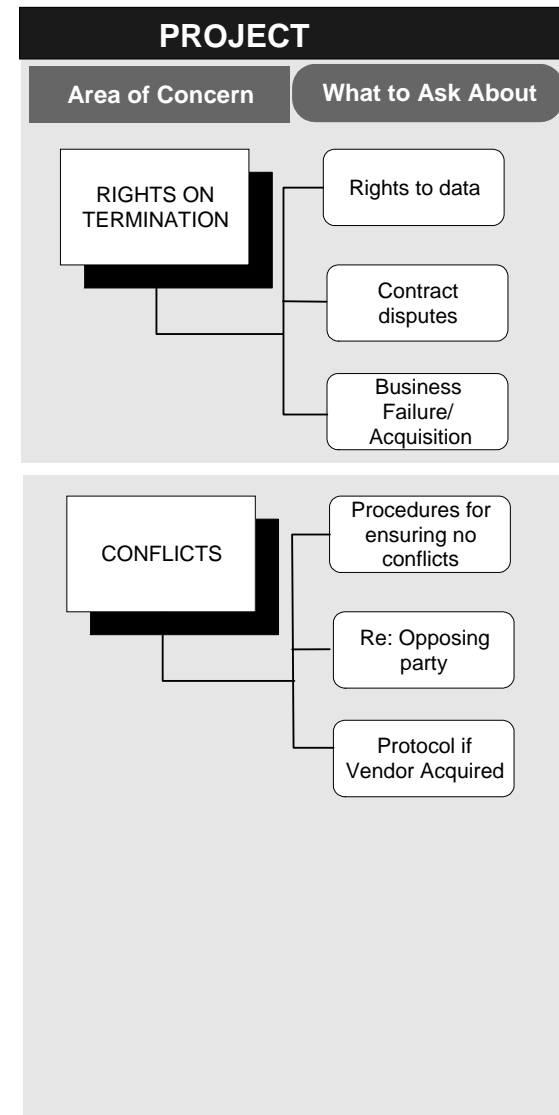 PROJECT
Area of Concern
What to Ask About
RIGHTS ON
TERMINATION
Rights to data
Contract
disputes
Business
Failure/
Acquisition
CONFLICTS
Procedures for
ensuring no
conflicts
Re: Opposing
party
Protocol if
Vendor Acquired